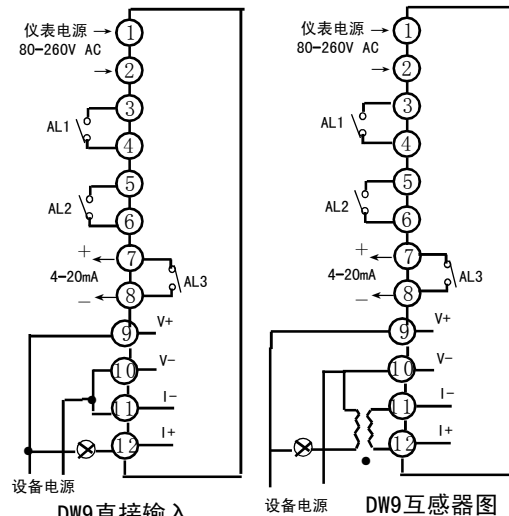 仪表电源
80-260V AC
1
2
3
AL1
4
5
AL2
6
+
7
4-20mA
AL3
-
8
9
V+
10
V-
11
I-
12
I+
设备电源
DW9直接输入
仪表电源
80-260V AC
1
2
3
AL1
4
5
AL2
6
+
7
4-20mA
AL3
-
8
9
V+
10
V-
11
I-
12
I+
设备电源
DW9互感器图